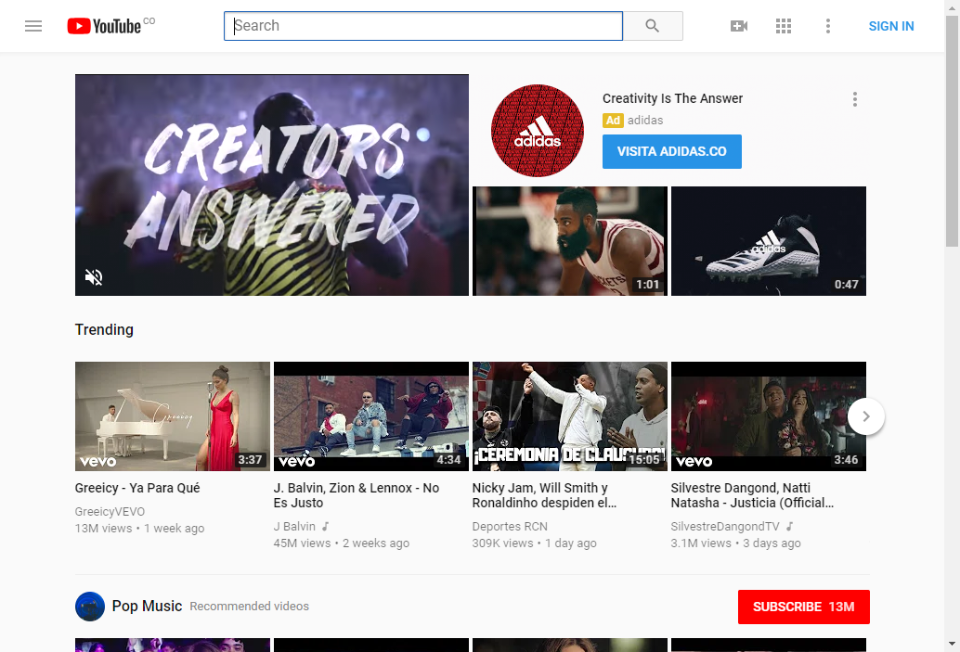 YouTube CO
Search
SIGN IN
CREATORS
ANSWERED
adidas
Creativity Is The Answer
Ad adidas
VISITA ADIDAS.CO
1:01
adidas
0:47
Trending
Greeicy
vevo
3:37
vevo
4:34
¡CEREMONIA DE CLAUSURA!
15:05
vevo
3:46
Greeicy - Ya Para Qué
GreeicyVEVO
13M views • 1 week ago
J. Balvin, Zion & Lennox - No
Es Justo
J Balvin
45M views • 2 weeks ago
Nicky Jam, Will Smith y
Ronaldinho despiden el...
Deportes RCN
309K views • 1 day ago
Silvestre Dangond, Natti
Natasha - Justicia (Official...
SilvestreDangondTV
3.1M views • 3 days ago
Pop Music Recommended videos
SUBSCRIBE 13M